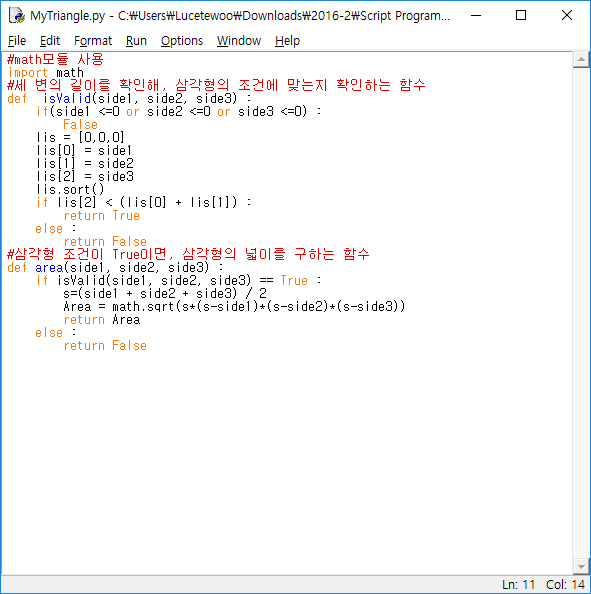 MyTriangle.py - C:₩Users₩Lucetewoo₩Downloads₩2016-2₩Script Program...
File Edit Format Run Options Window Help
#math모듈 사용
import math
#세 변의 길이를 확인해, 삼각형의 조건에 맞는지 확인하는 함수
def  isValid(side1, side2, side3) :
    if(side1 <=0 or side2 <=0 or side3 <=0) :
        False
    lis = [0,0,0]
    lis[0] = side1
    lis[1] = side2
    lis[2] = side3
    lis.sort()
    if lis[2] < (lis[0] + lis[1]) :
        return True
    else :
        return False
#삼각형 조건이 True이면, 삼각형의 넓이를 구하는 함수
def area(side1, side2, side3) :
    if isValid(side1, side2, side3) == True :
        s=(side1 + side2 + side3) / 2
        Area = math.sqrt(s*(s-side1)*(s-side2)*(s-side3))
        return Area
    else :
        return False
Ln: 11 Col: 14